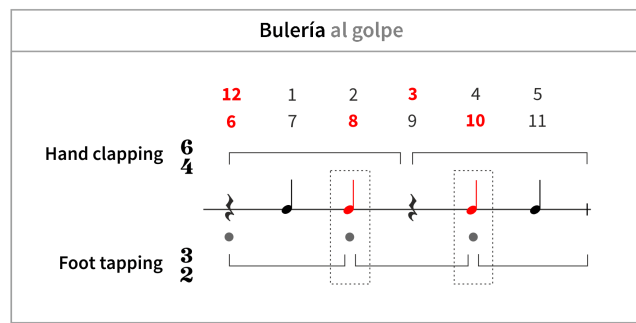 Bulería al golpe
12 1 2 3 4 5
6 7 8 9 10 11
Hand clapping 6/4
Foot tapping 3/2